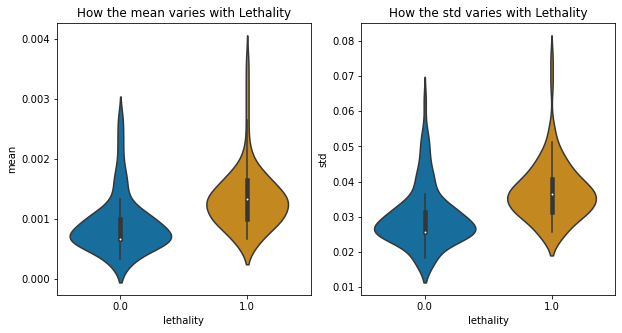 How the mean varies with Lethality
0.004
0.003
0.002
0.001
0.000
mean
0.0
1.0
lethality
How the std varies with Lethality
0.08
0.07
0.06
0.05
0.04
0.03
0.02
0.01
std
0.0
1.0
lethality